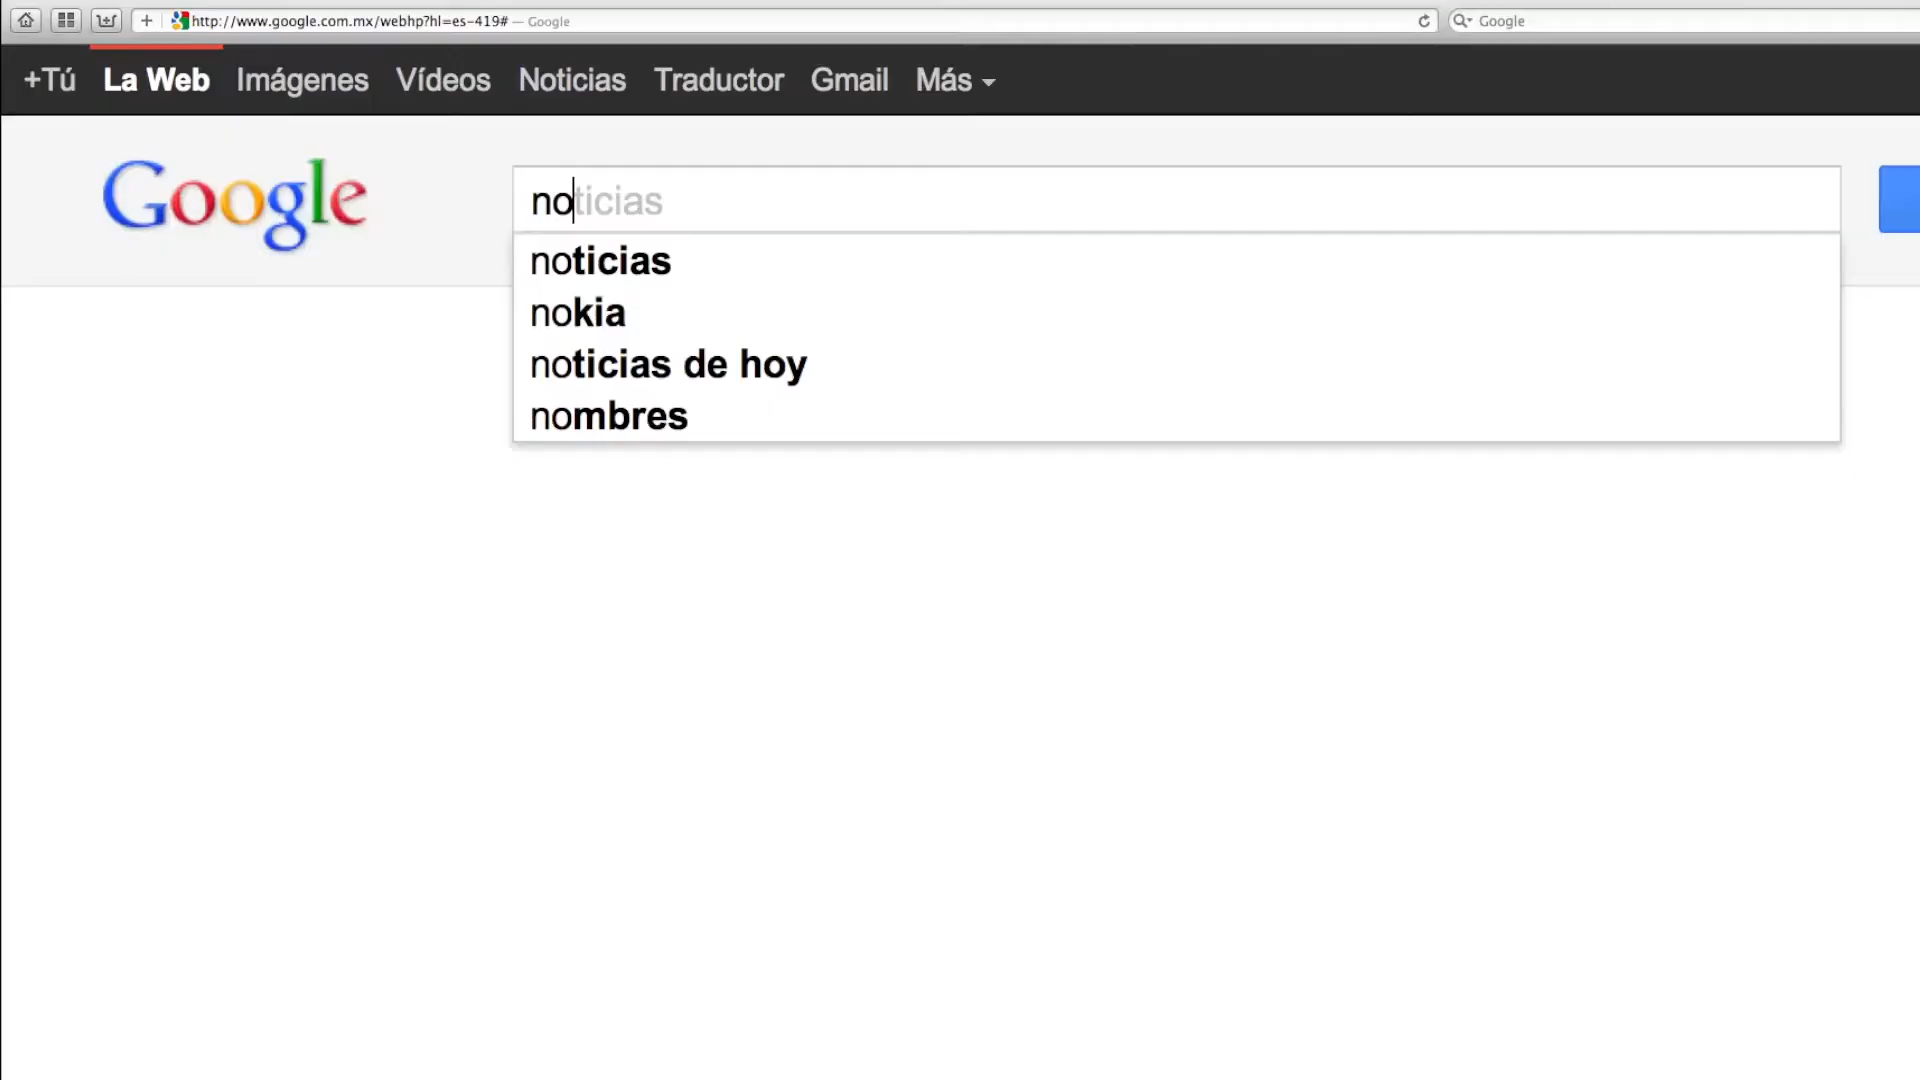 http://www.google.com.mx/webhp?hl=es-419# — Google
Google
+Tú La Web Imágenes Vídeos Noticias Traductor Gmail Más
Google
noticias
noticias
nokia
noticias de hoy
nombres